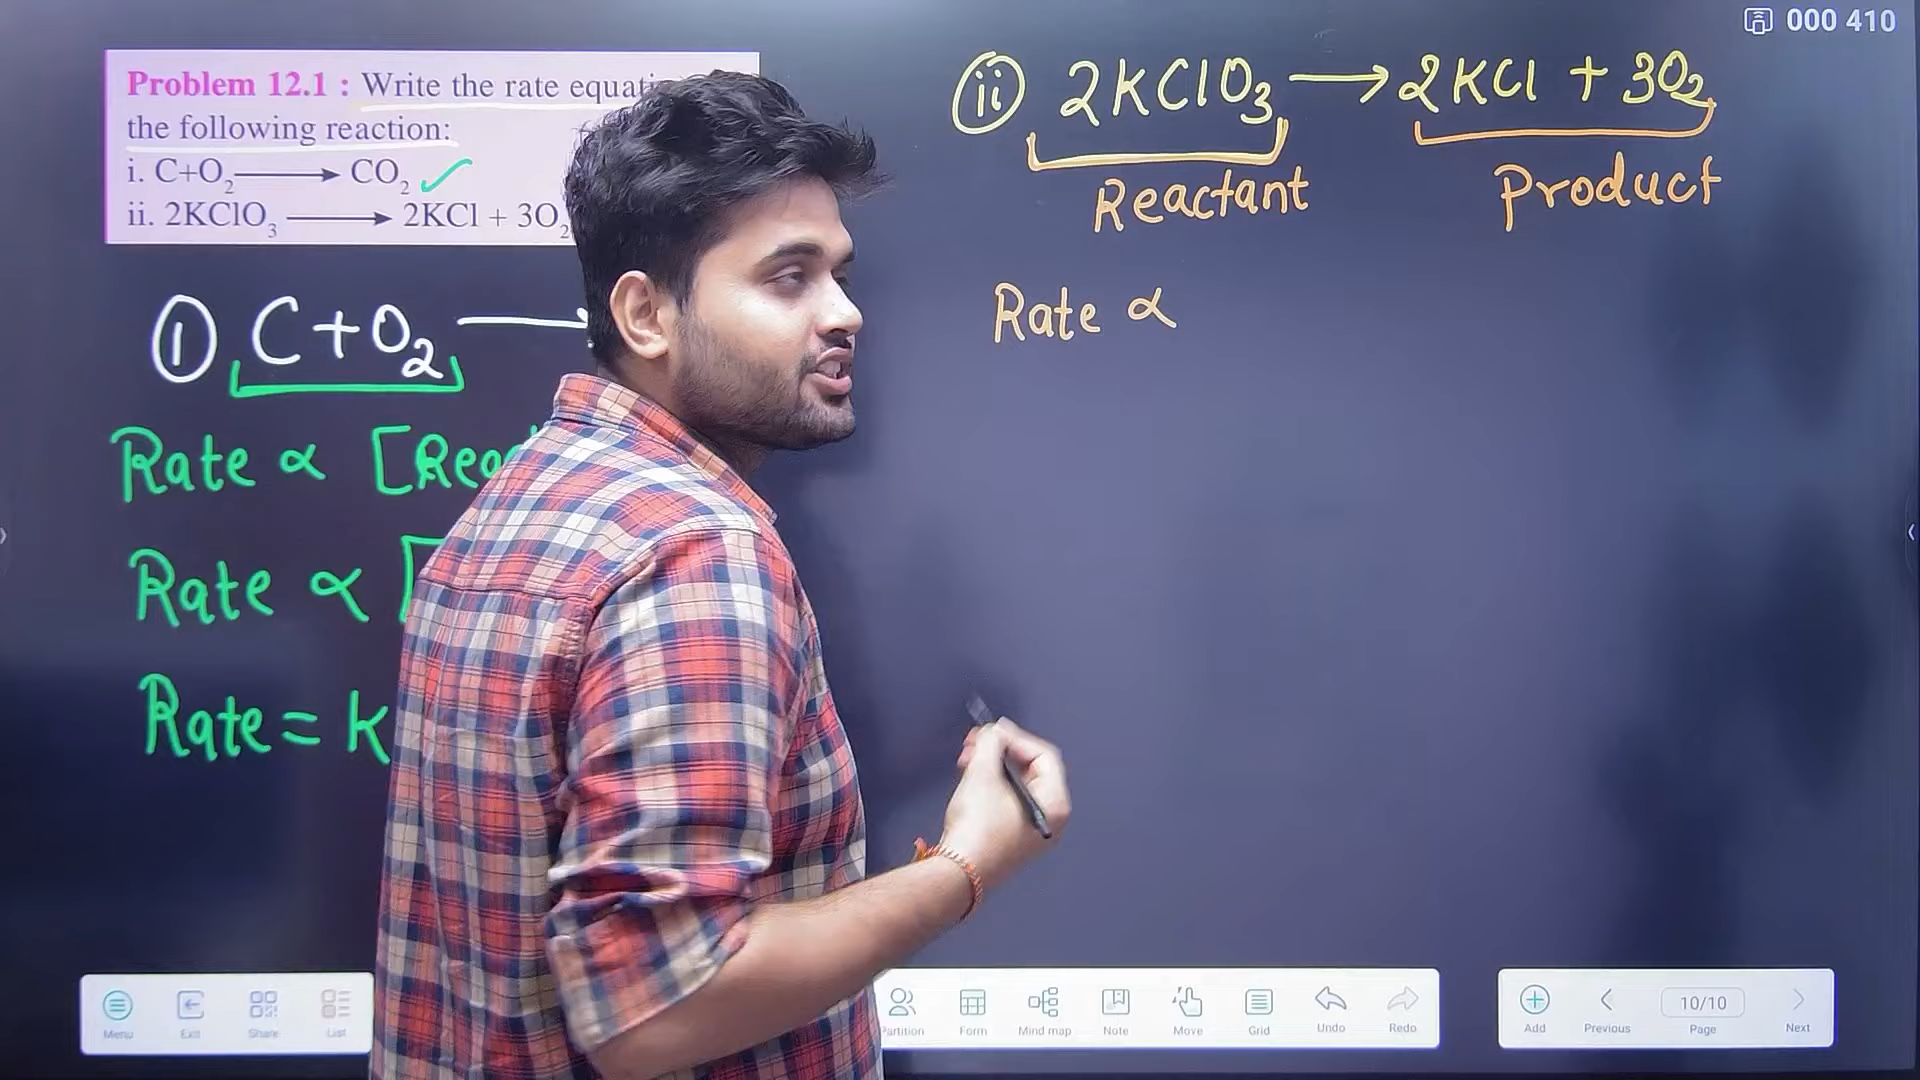 000 410
Problem 12.1 : Write the rate
the following reaction:
i. C+O₂ ⟶ CO₂ ✓
ii. 2KClO₃ ⟶ 2KCl + 3O₂
① C+O₂ ⟶
Rate ∝ [
Rate ∝ [
Rate = K
ⅱ 2KClO₃ ⟶ 2KCl + 3O₂
Reactant Product
Rate ∝
Menu Exit Share List Partition Form Mind map Note Move Grid Undo Redo Add Previous 10/10 Page Next